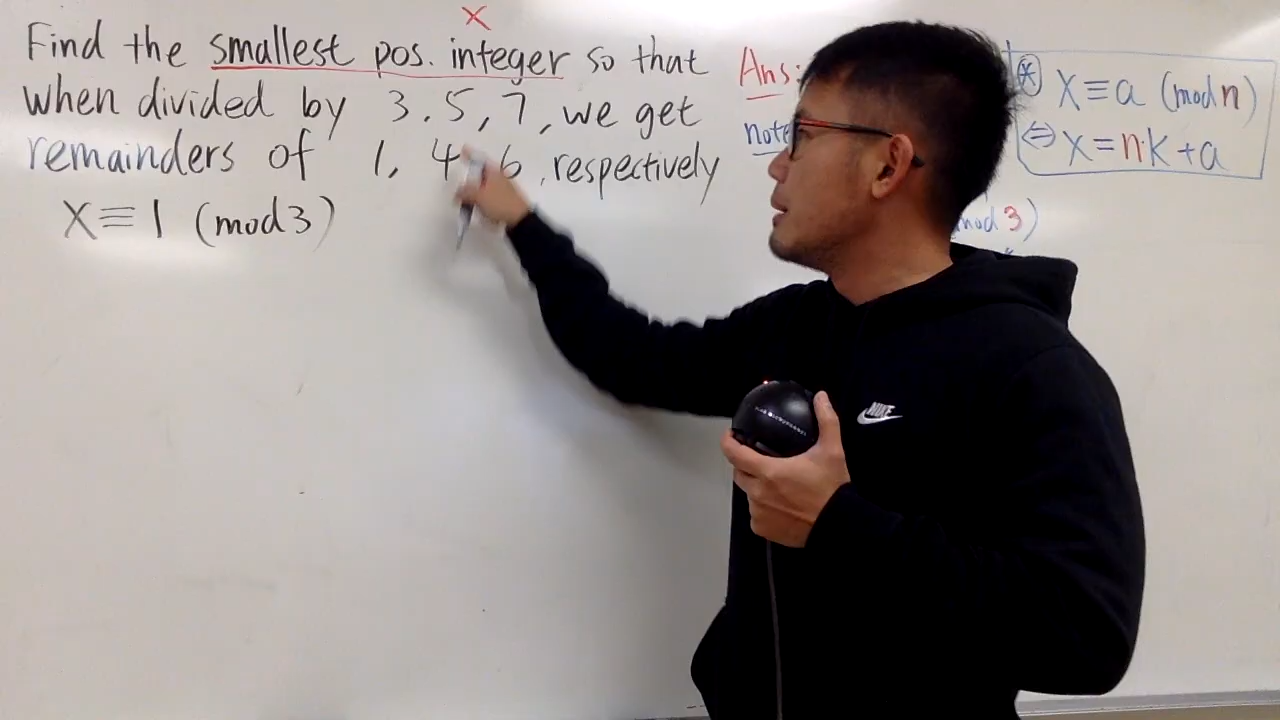 x
Find the smallest pos. integer so that
when divided by 3, 5, 7, we get
remainders of 1, 4, 6, respectively
x ≡ 1 (mod 3)
Ans:
note
* x ≡ a (mod n)
⇔ x = n·k + a
mod 3)
NIKE